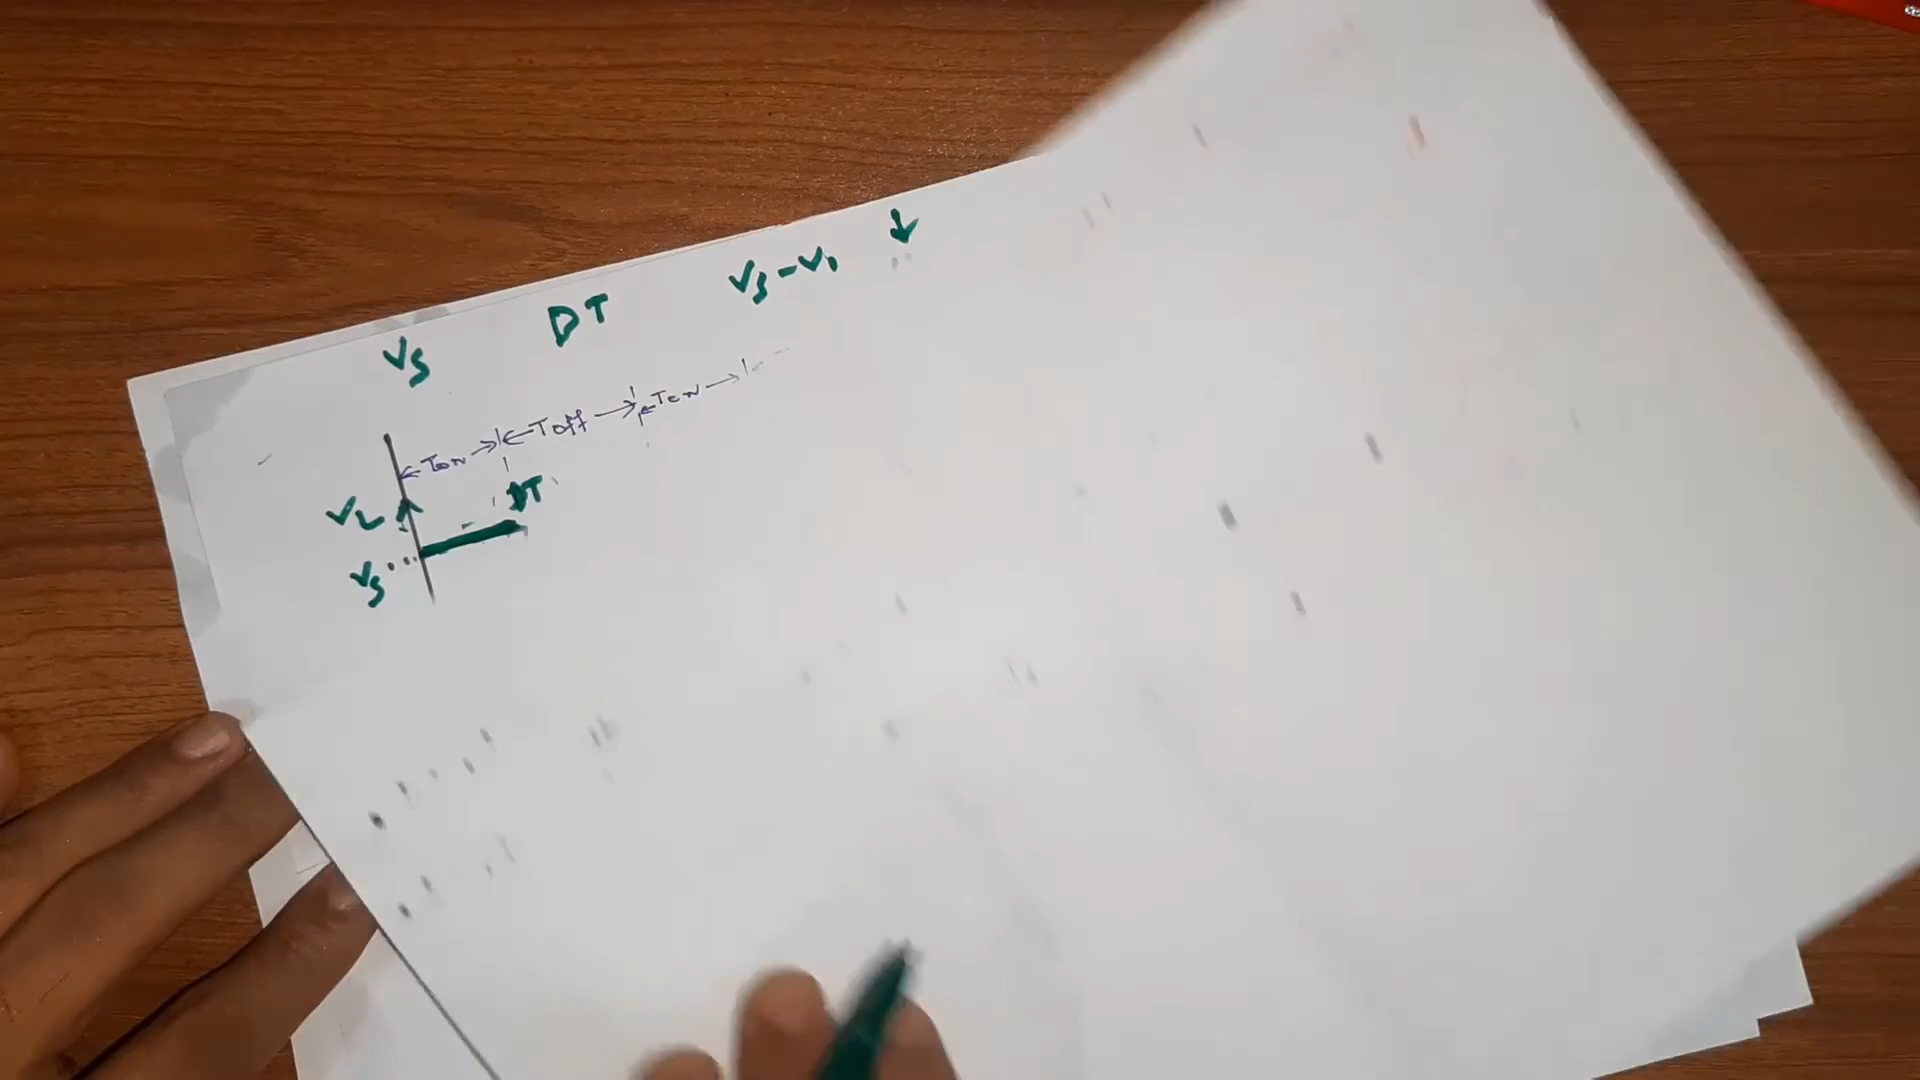 Vs DT Vs-V₀ ↓
←Ton→←Toff→←Ton→
VL ↑ DT
Vs